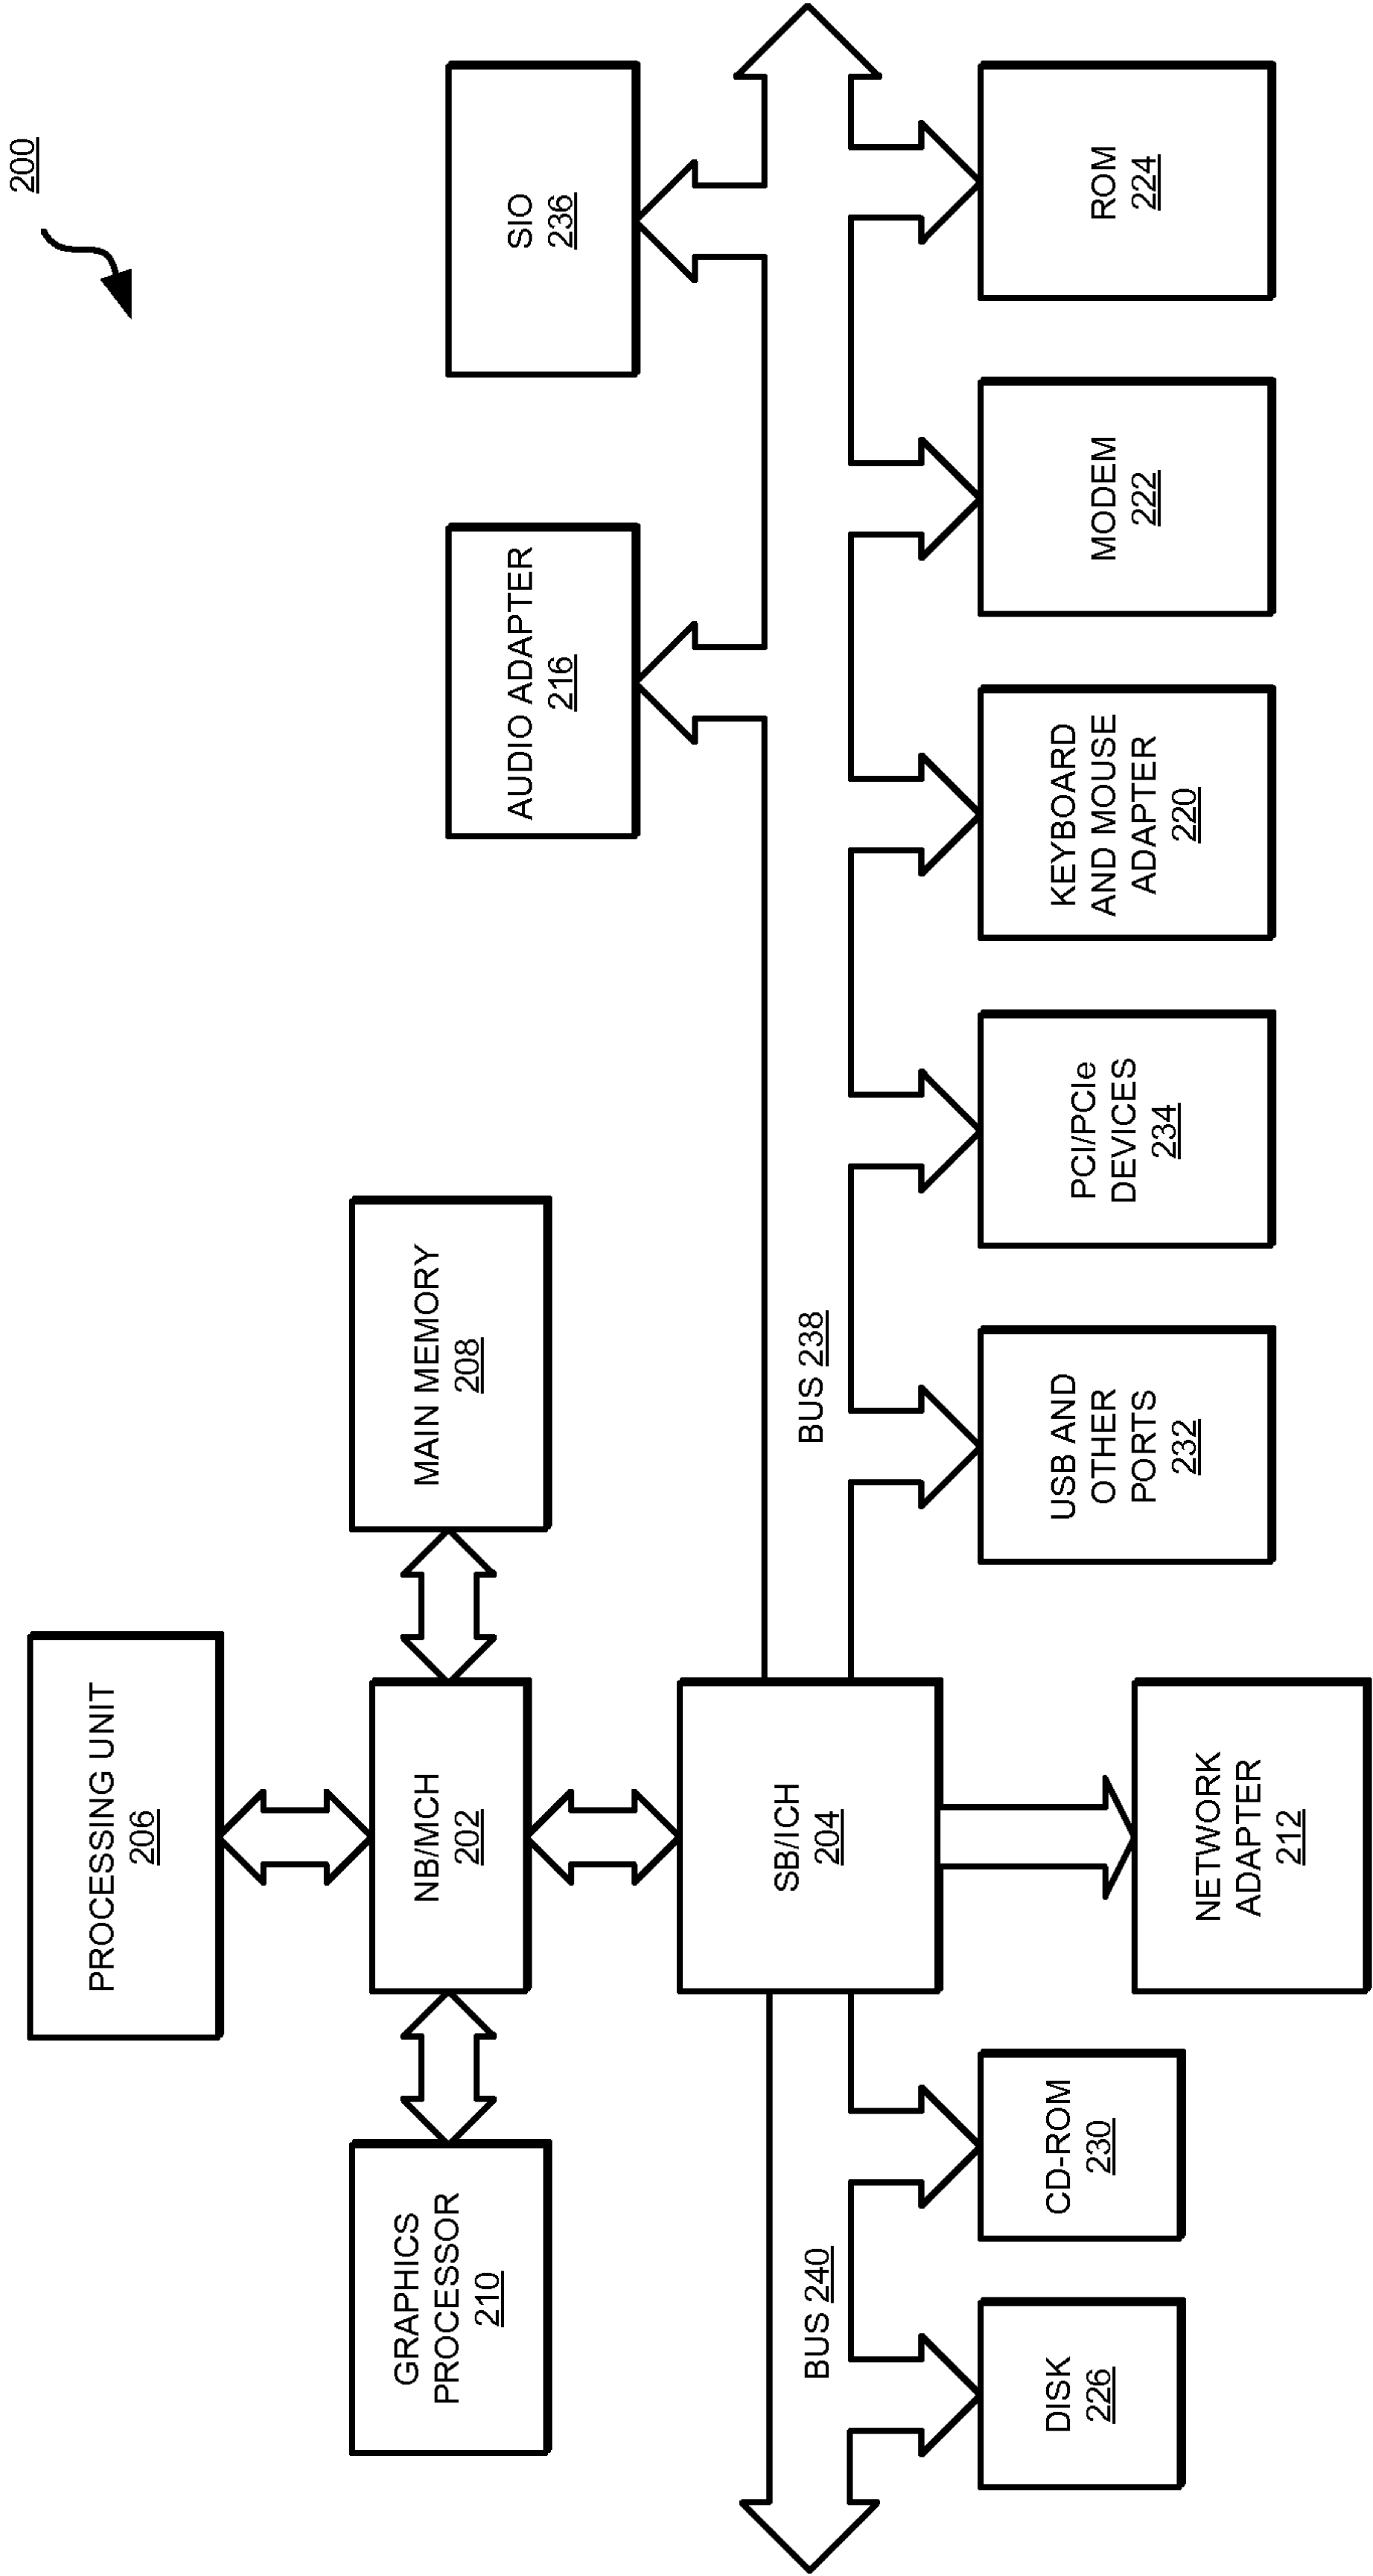 200
PROCESSING UNIT
206
GRAPHICS
PROCESSOR
210
NB/MCH
202
MAIN MEMORY
208
AUDIO ADAPTER
216
SIO
236
SB/ICH
204
BUS 240
BUS 238
DISK
226
CD-ROM
230
USB AND
OTHER
PORTS
232
PCI/PCIe
DEVICES
234
KEYBOARD
AND MOUSE
ADAPTER
220
MODEM
222
ROM
224
NETWORK
ADAPTER
212